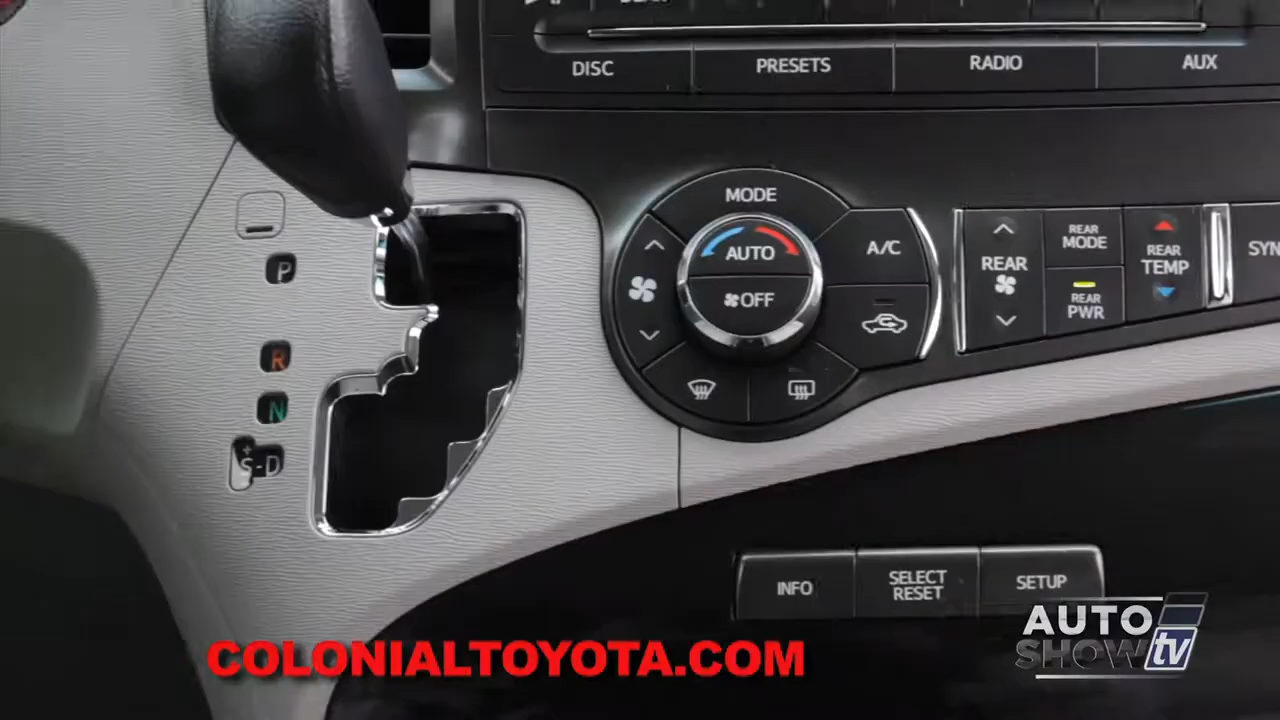 DISC PRESETS RADIO AUX
MODE
AUTO
OFF
A/C
REAR
REAR MODE
REAR PWR
REAR TEMP
P
R
N
+
S-D
INFO
SELECT RESET
SETUP
COLONIALTOYOTA.COM
AUTO
SHOW tv